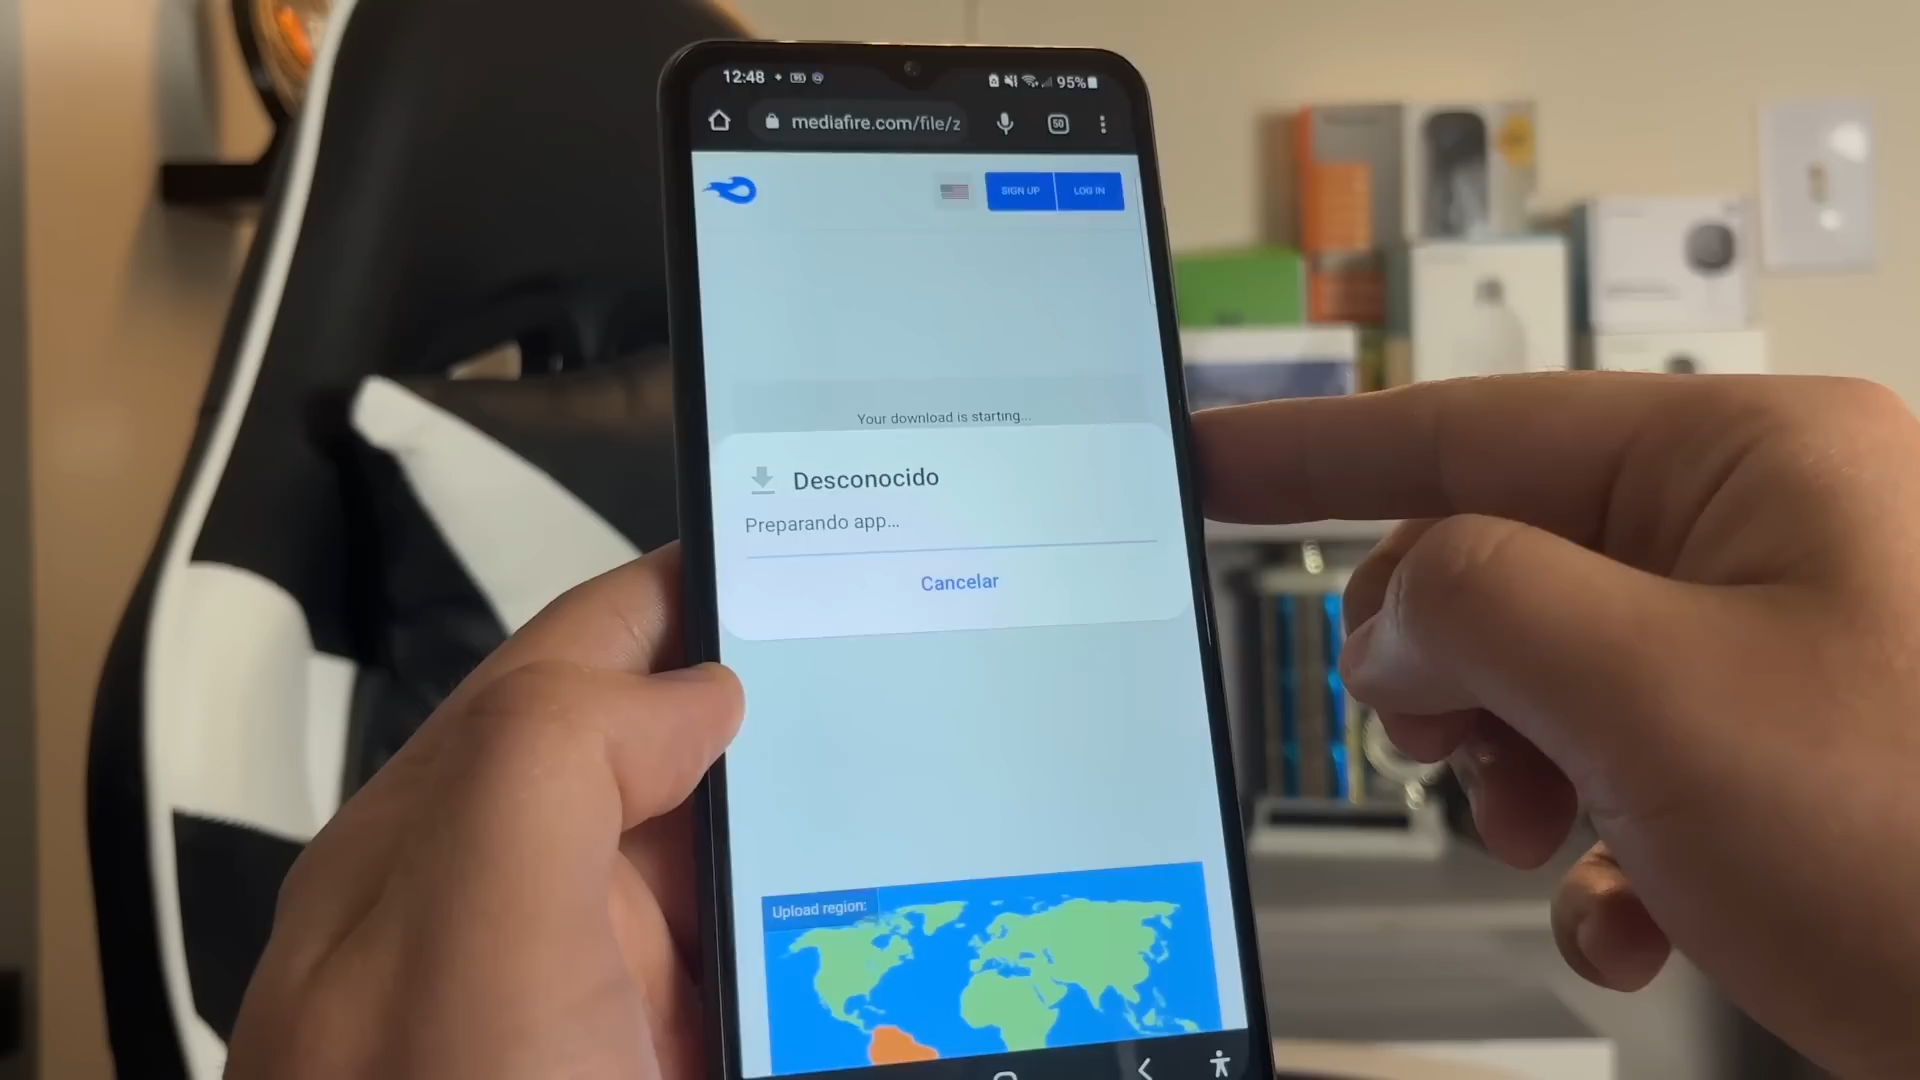 12:48
95%
mediafire.com/file/z
50
SIGN UP
LOG IN
Your download is starting...
Desconocido
Preparando app...
Cancelar
Upload region: